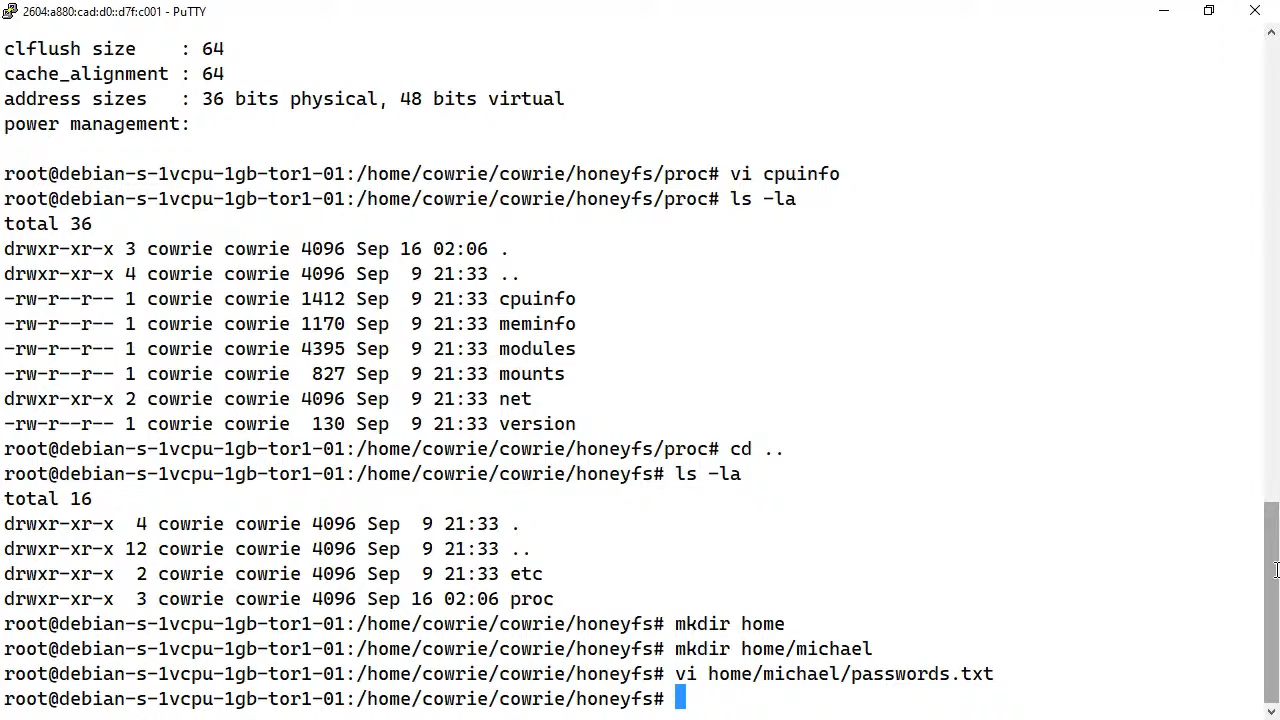 2604:a880:cad:d0::d7f:c001 - PuTTY
clflush size    : 64
cache_alignment : 64
address sizes   : 36 bits physical, 48 bits virtual
power management:
root@debian-s-1vcpu-1gb-tor1-01:/home/cowrie/cowrie/honeyfs/proc# vi cpuinfo
root@debian-s-1vcpu-1gb-tor1-01:/home/cowrie/cowrie/honeyfs/proc# ls -la
total 36
drwxr-xr-x 3 cowrie cowrie 4096 Sep 16 02:06 .
drwxr-xr-x 4 cowrie cowrie 4096 Sep  9 21:33 ..
-rw-r--r-- 1 cowrie cowrie 1412 Sep  9 21:33 cpuinfo
-rw-r--r-- 1 cowrie cowrie 1170 Sep  9 21:33 meminfo
-rw-r--r-- 1 cowrie cowrie 4395 Sep  9 21:33 modules
-rw-r--r-- 1 cowrie cowrie  827 Sep  9 21:33 mounts
drwxr-xr-x 2 cowrie cowrie 4096 Sep  9 21:33 net
-rw-r--r-- 1 cowrie cowrie  130 Sep  9 21:33 version
root@debian-s-1vcpu-1gb-tor1-01:/home/cowrie/cowrie/honeyfs/proc# cd ..
root@debian-s-1vcpu-1gb-tor1-01:/home/cowrie/cowrie/honeyfs# ls -la
total 16
drwxr-xr-x  4 cowrie cowrie 4096 Sep  9 21:33 .
drwxr-xr-x 12 cowrie cowrie 4096 Sep  9 21:33 ..
drwxr-xr-x  2 cowrie cowrie 4096 Sep  9 21:33 etc
drwxr-xr-x  3 cowrie cowrie 4096 Sep 16 02:06 proc
root@debian-s-1vcpu-1gb-tor1-01:/home/cowrie/cowrie/honeyfs# mkdir home
root@debian-s-1vcpu-1gb-tor1-01:/home/cowrie/cowrie/honeyfs# mkdir home/michael
root@debian-s-1vcpu-1gb-tor1-01:/home/cowrie/cowrie/honeyfs# vi home/michael/passwords.txt
root@debian-s-1vcpu-1gb-tor1-01:/home/cowrie/cowrie/honeyfs#